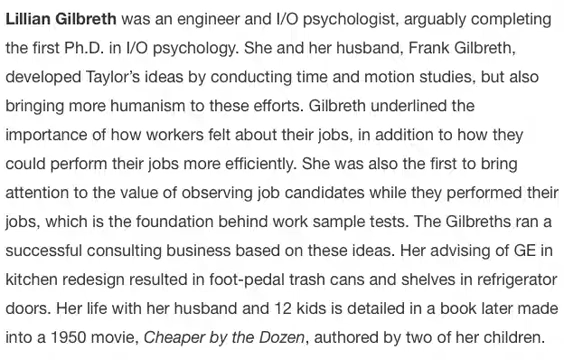 Lillian Gilbreth was an engineer and I/O psychologist, arguably completing
the first Ph.D. in I/O psychology. She and her husband, Frank Gilbreth,
developed Taylor's ideas by conducting time and motion studies, but also
bringing more humanism to these efforts. Gilbreth underlined the
importance of how workers felt about their jobs, in addition to how they
could perform their jobs more efficiently. She was also the first to bring
attention to the value of observing job candidates while they performed their
jobs, which is the foundation behind work sample tests. The Gilbreths ran a
successful consulting business based on these ideas. Her advising of GE in
kitchen redesign resulted in foot-pedal trash cans and shelves in refrigerator
doors. Her life with her husband and 12 kids is detailed in a book later made
into a 1950 movie, Cheaper by the Dozen, authored by two of her children.